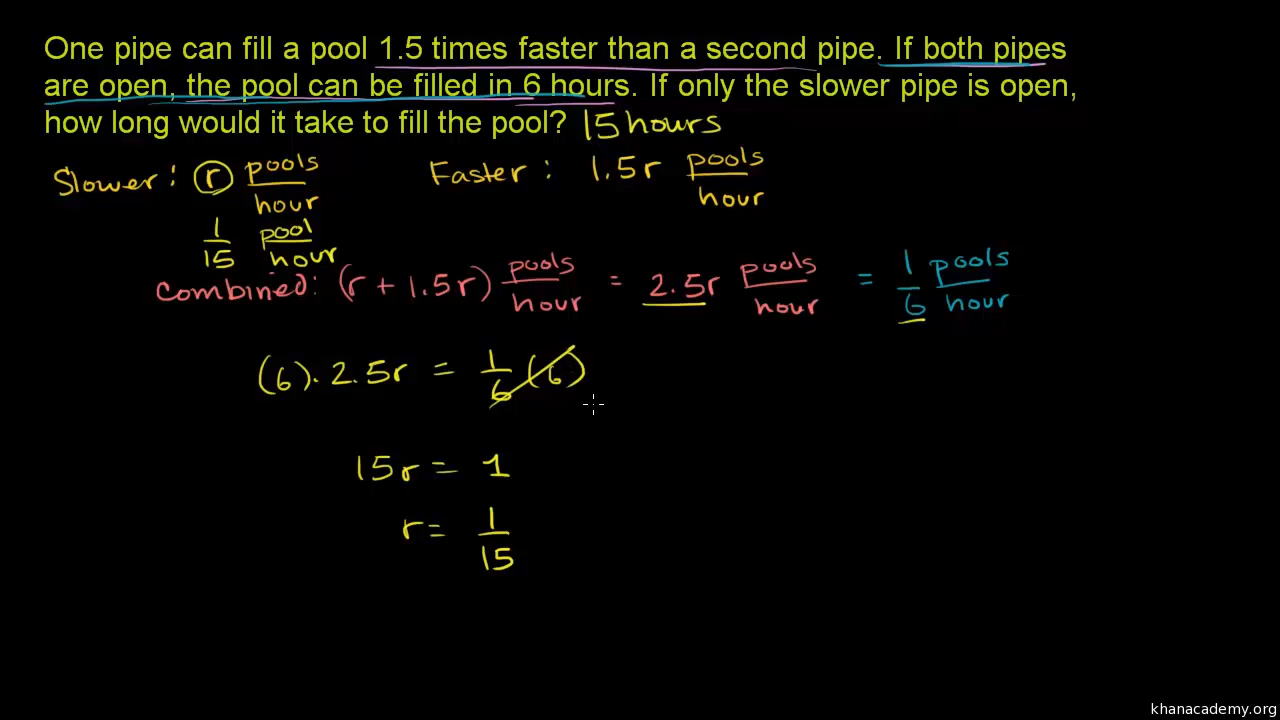 One pipe can fill a pool 1.5 times faster than a second pipe. If both pipes
are open, the pool can be filled in 6 hours. If only the slower pipe is open,
how long would it take to fill the pool? 15 hours
Slower: r pools/hour Faster: 1.5r pools/hour
1/15 pool/hour
Combined: (r + 1.5r) pools/hour = 2.5r pools/hour = 1/6 pools/hour
(6) · 2.5r = 1/6 (6)
15r = 1
r = 1/15
khanacademy.org